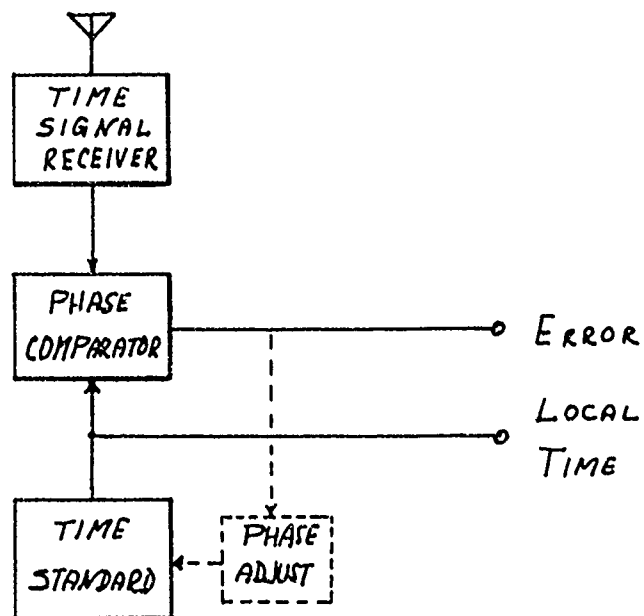 TIME
SIGNAL
RECEIVER
PHASE
COMPARATOR
ERROR
LOCAL
TIME
TIME
STANDARD
PHASE
ADJUST